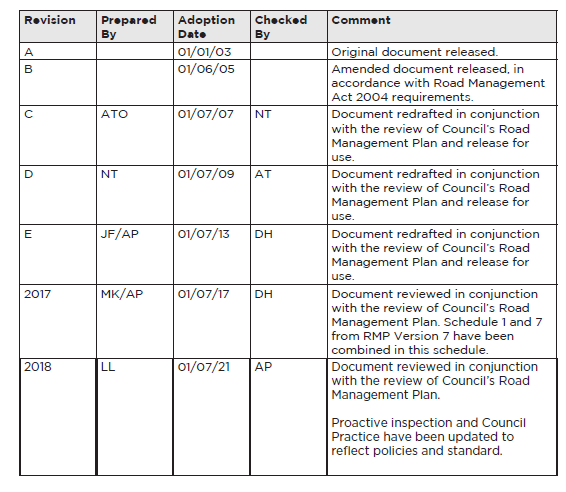 Revision Prepared By Adoption Date Checked By Comment
A 01/01/03 Original document released.
B 01/06/05 Amended document released, in
accordance with Road Management
Act 2004 requirements.
C ATO 01/07/07 NT Document redrafted in conjunction
with the review of Council's Road
Management Plan and release for
use.
D NT 01/07/09 AT Document redrafted in conjunction
with the review of Council's Road
Management Plan and release for
use.
E JF/AP 01/07/13 DH Document redrafted in conjunction
with the review of Council's Road
Management Plan and release for
use.
2017 MK/AP 01/07/17 DH Document reviewed in conjunction
with the review of Council's Road
Management Plan. Schedule 1 and 7
from RMP Version 7 have been
combined in this schedule.
2018 LL 01/07/21 AP Document reviewed in conjunction
with the review of Council's Road
Management Plan.
Proactive inspection and Council
Practice have been updated to
reflect policies and standard.